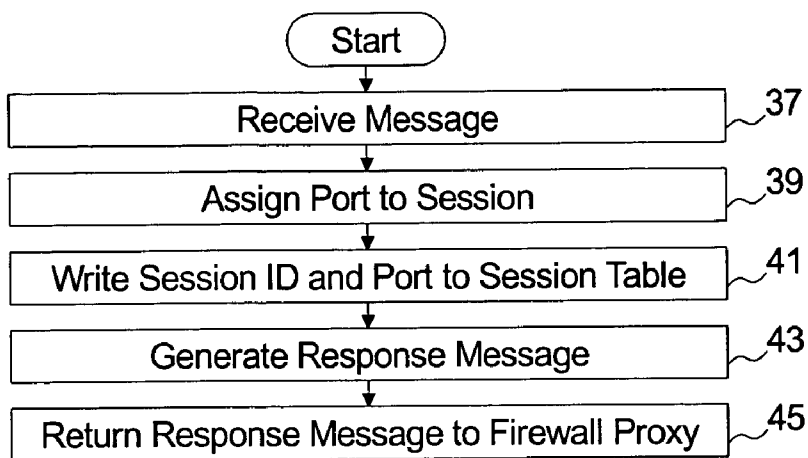 Start
Receive Message
37
Assign Port to Session
39
Write Session ID and Port to Session Table
41
Generate Response Message
43
Return Response Message to Firewall Proxy
45